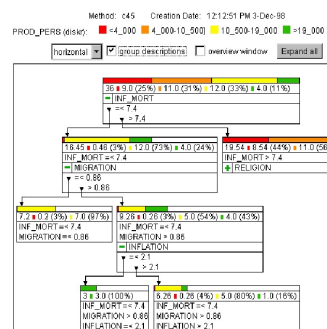 Method: c45 Creation Date: 12:12:51 PM 3-Dec-98
PROD_PERS (diskr): <4_000 4_000-10_500] 10_500-19_000 >19_000
horizontal group descriptions overview window Expand all
36 9.0 (25%) 11.0 (31%) 12.0 (33%) 4.0 (11%)
INF_MORT
=< 7.4
> 7.4
16.45 0.46 (3%) 12.0 (73%) 4.0 (24%)
INF_MORT =< 7.4
MIGRATION
=< 0.86
> 0.86
19.54 8.54 (44%) 11.0 (56
INF_MORT > 7.4
RELIGION
7.2 0.2 (3%) 7.0 (97%)
INF_MORT =< 7.4
MIGRATION =< 0.86
9.26 0.26 (3%) 5.0 (54%) 4.0 (43%)
INF_MORT =< 7.4
MIGRATION > 0.86
INFLATION
=< 2.1
> 2.1
3 3.0 (100%)
INF_MORT =< 7.4
MIGRATION > 0.86
INFLATION =< 2.1
6.26 0.26 (4%) 5.0 (80%) 1.0 (16%)
INF_MORT =< 7.4
MIGRATION > 0.86
INFLATION > 2.1